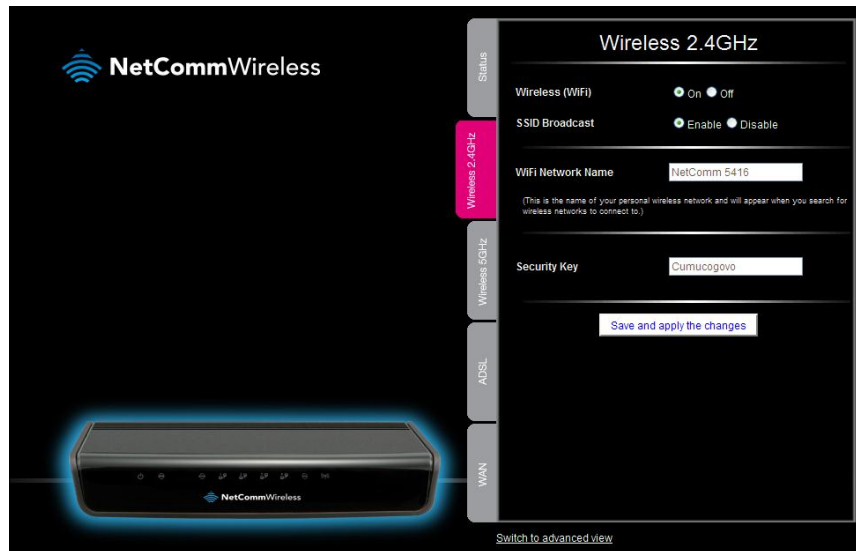 NetCommWireless
Status
Wireless 2.4GHz
Wireless 5GHz
ADSL
WAN
Wireless 2.4GHz
Wireless (WiFi) On Off
SSID Broadcast Enable Disable
WiFi Network Name NetComm 5416
(This is the name of your personal wireless network and will appear when you search for
wireless networks to connect to.)
Security Key Cumucogovo
Save and apply the changes
NetCommWireless
Switch to advanced view